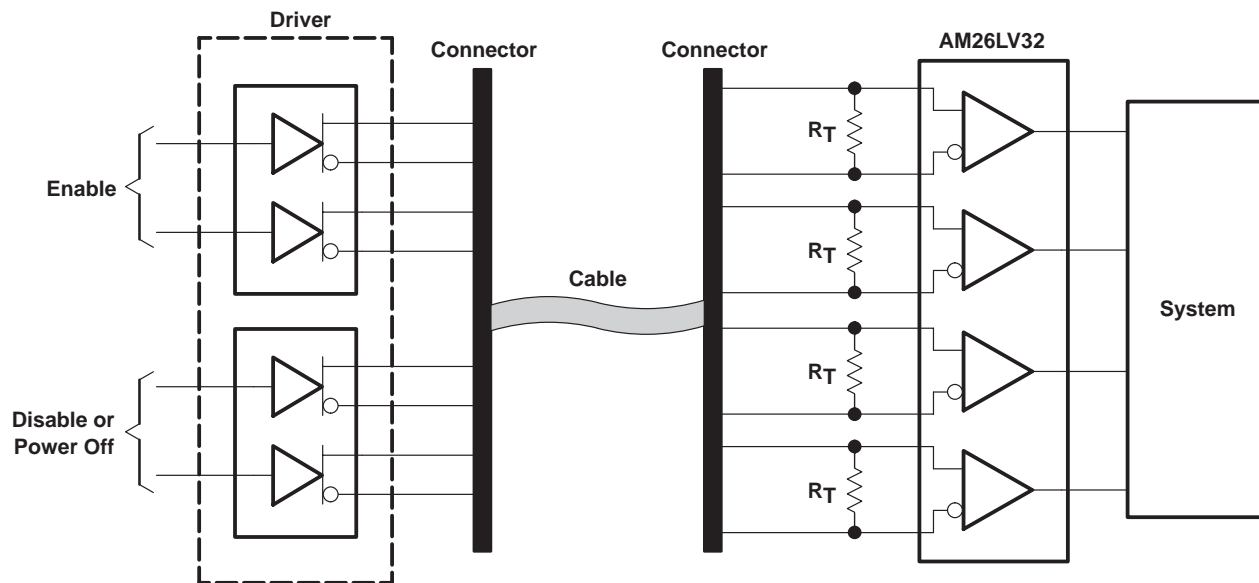 Driver
Connector
Connector
AM26LV32
Enable
Disable or
Power Off
Cable
RT
RT
RT
RT
System